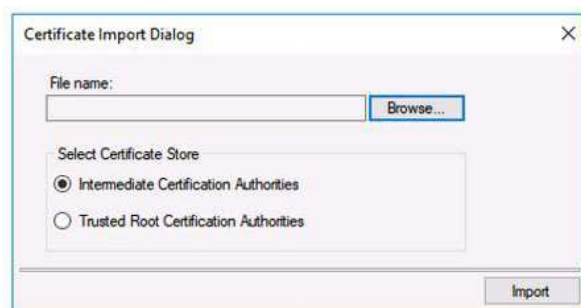 Certificate Import Dialog
File name:
Browse...
Select Certificate Store
Intermediate Certification Authorities
Trusted Root Certification Authorities
Import